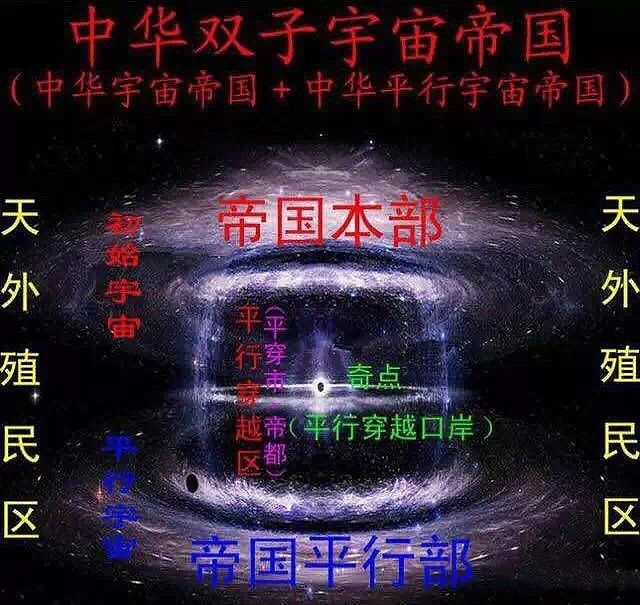 中华双子宇宙帝国
（中华宇宙帝国+中华平行宇宙帝国）
帝国本部
天外殖民区
初始宇宙
平行穿越区
（平穿市 帝都）
奇点
（平行穿越口岸）
天外殖民区
平行宇宙
帝国平行部